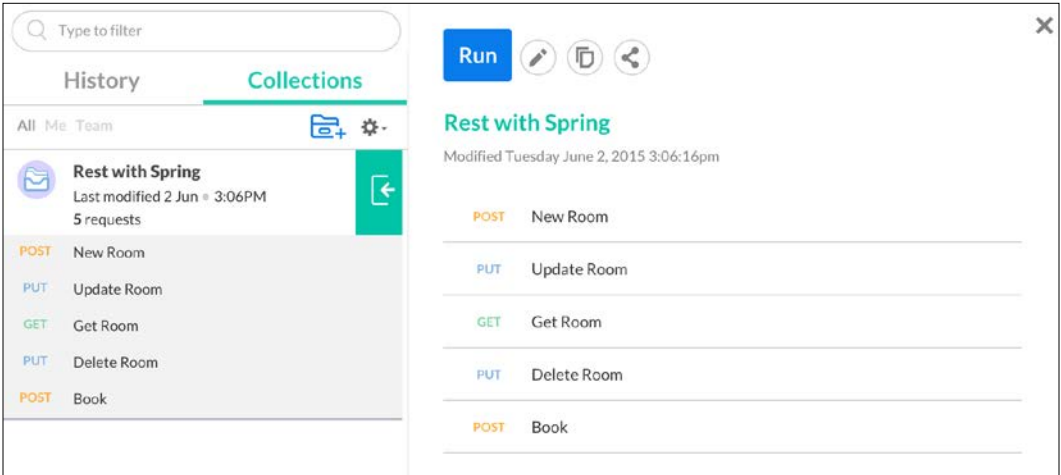 Type to filter
History Collections
All Me Team
Rest with Spring
Last modified 2 Jun • 3:06PM
5 requests
POST New Room
PUT Update Room
GET Get Room
PUT Delete Room
POST Book
Run
Rest with Spring
Modified Tuesday June 2, 2015 3:06:16pm
POST New Room
PUT Update Room
GET Get Room
PUT Delete Room
POST Book